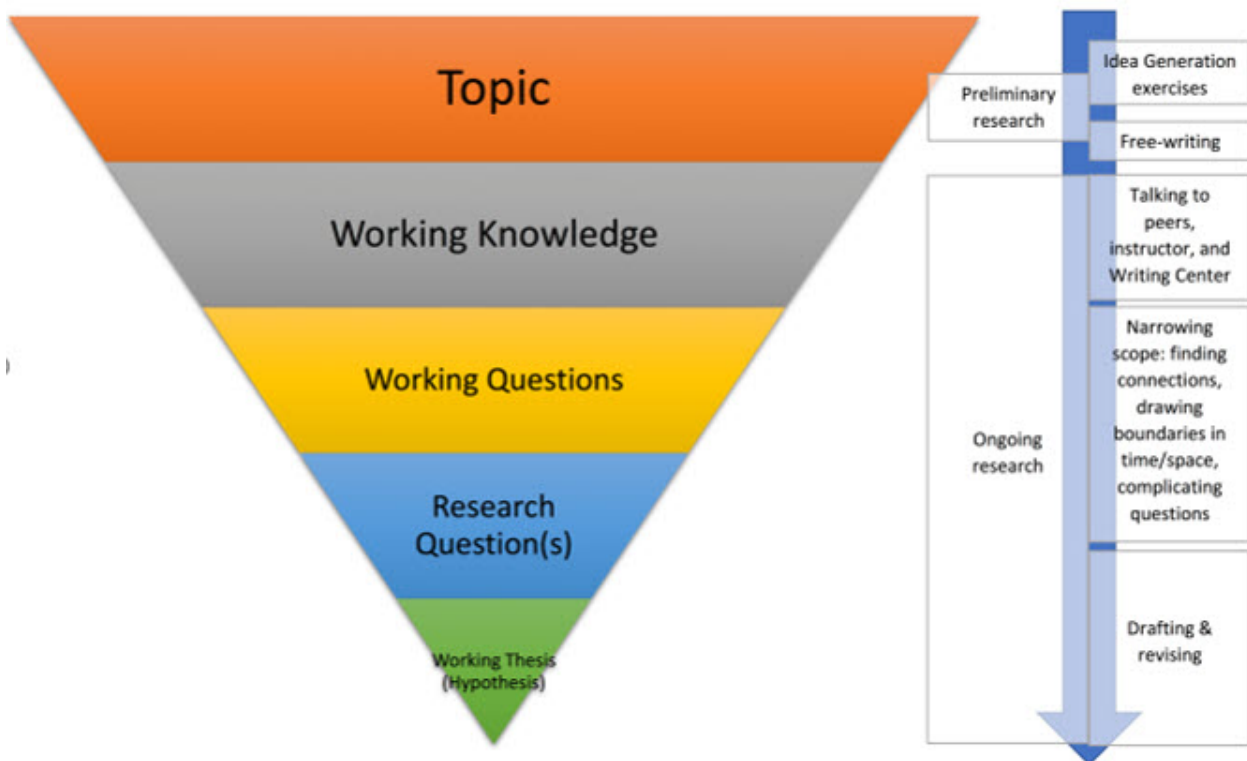 Topic
Working Knowledge
Working Questions
Research
Question(s)
Working Thesis
(Hypothesis)
Preliminary
research
Ongoing
research
Idea Generation
exercises
Free-writing
Talking to
peers,
instructor, and
Writing Center
Narrowing
scope: finding
connections,
drawing
boundaries in
time/space,
complicating
questions
Drafting &
revising